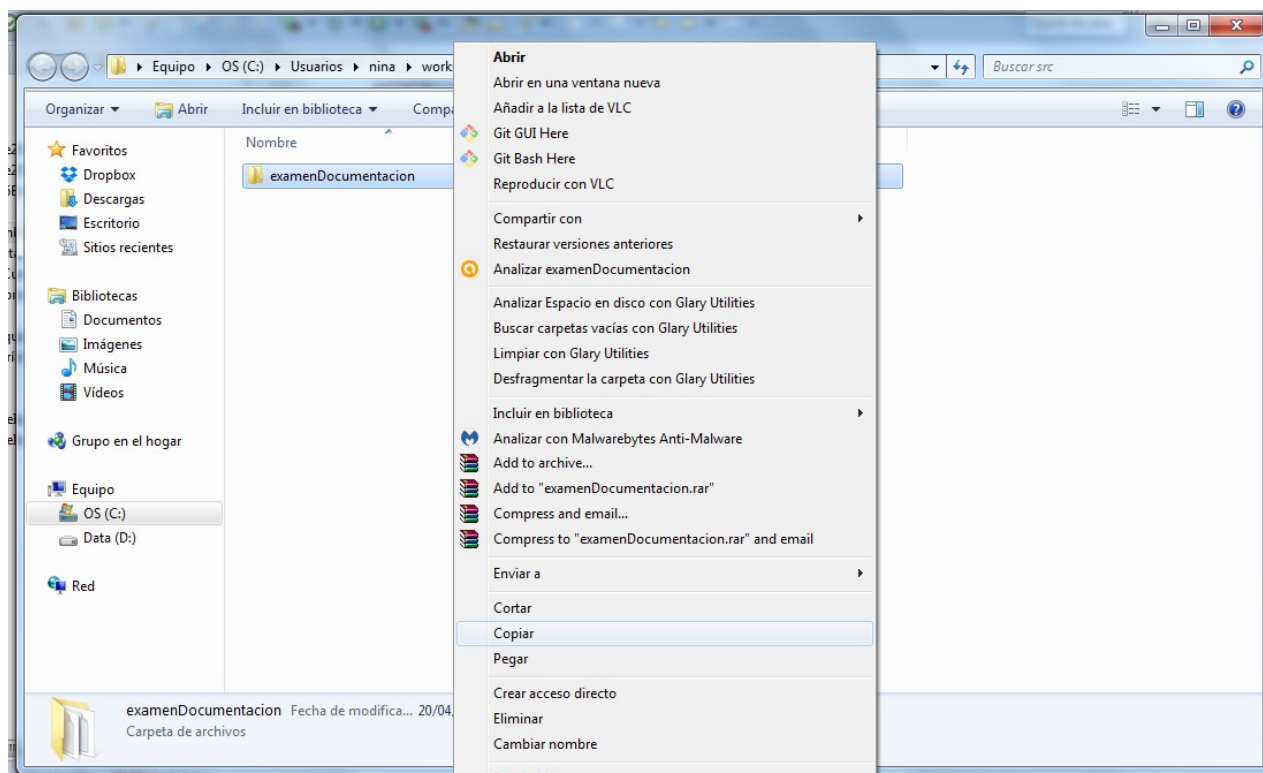 Equipo ▸ OS (C:) ▸ Usuarios ▸ nina ▸ work
Buscar src
Organizar
Abrir
Incluir en biblioteca
Compa
Favoritos
Dropbox
Descargas
Escritorio
Sitios recientes
Bibliotecas
Documentos
Imágenes
Música
Vídeos
Grupo en el hogar
Equipo
OS (C:)
Data (D:)
Red
Nombre
examenDocumentacion
Abrir
Abrir en una ventana nueva
Añadir a la lista de VLC
Git GUI Here
Git Bash Here
Reproducir con VLC
Compartir con
Restaurar versiones anteriores
Analizar examenDocumentacion
Analizar Espacio en disco con Glary Utilities
Buscar carpetas vacías con Glary Utilities
Limpiar con Glary Utilities
Desfragmentar la carpeta con Glary Utilities
Incluir en biblioteca
Analizar con Malwarebytes Anti-Malware
Add to archive...
Add to "examenDocumentacion.rar"
Compress and email...
Compress to "examenDocumentacion.rar" and email
Enviar a
Cortar
Copiar
Pegar
Crear acceso directo
Eliminar
Cambiar nombre
examenDocumentacion Fecha de modifica... 20/04,
Carpeta de archivos